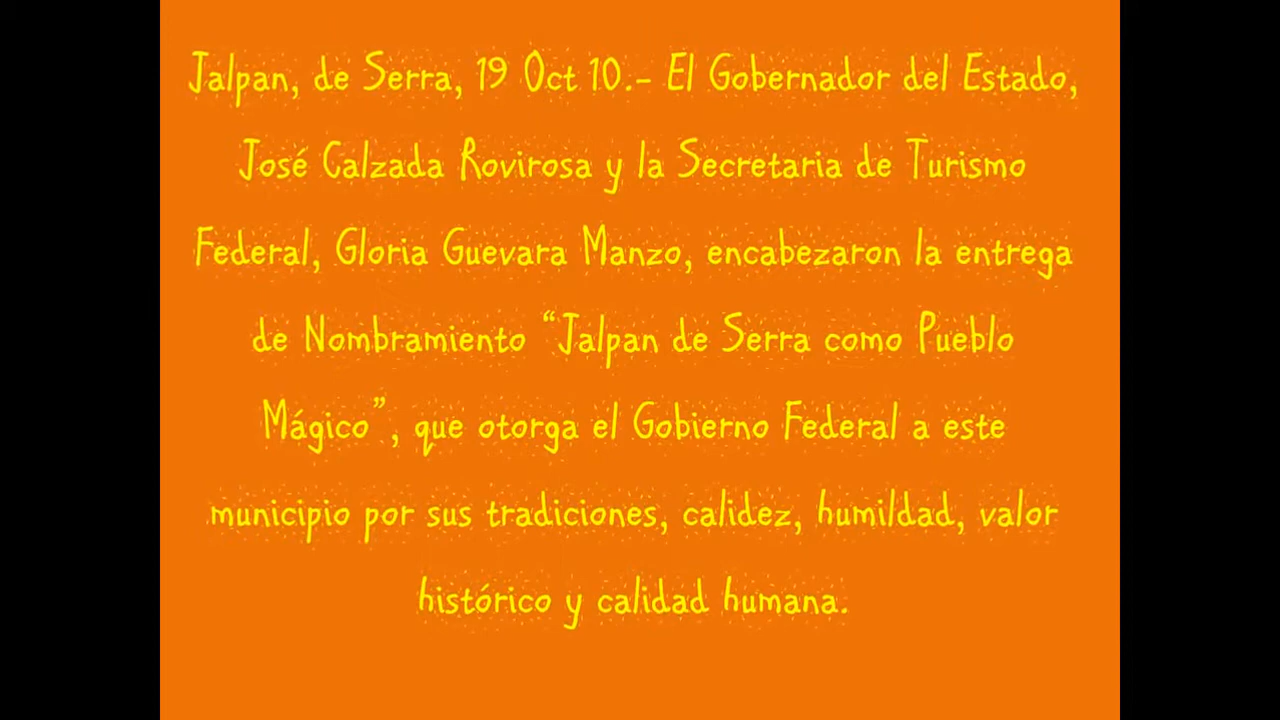 Jalpan, de Serra, 19 Oct 10.- El Gobernador del Estado,
José Calzada Rovirosa y la Secretaria de Turismo
Federal, Gloria Guevara Manzo, encabezaron la entrega
de Nombramiento “Jalpan de Serra como Pueblo
Mágico”, que otorga el Gobierno Federal a este
municipio por sus tradiciones, calidez, humildad, valor
histórico y calidad humana.